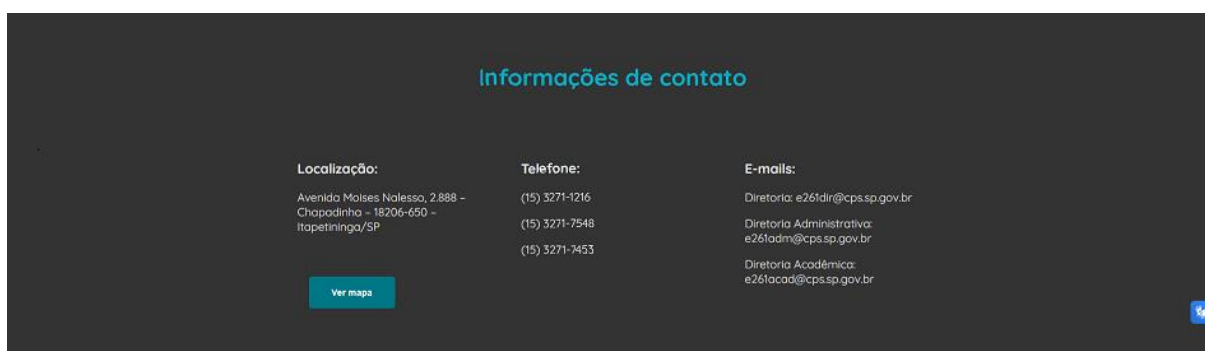 Informações de contato
Localização:
Avenida Moises Nalesso, 2.888 –
Chapadinha – 18206-650 –
Itapetininga/SP
Ver mapa
Telefone:
(15) 3271-1216
(15) 3271-7548
(15) 3271-7453
E-mails:
Diretoria: e261dir@cps.sp.gov.br
Diretoria Administrativa:
e261adm@cps.sp.gov.br
Diretoria Acadêmica:
e261acad@cps.sp.gov.br